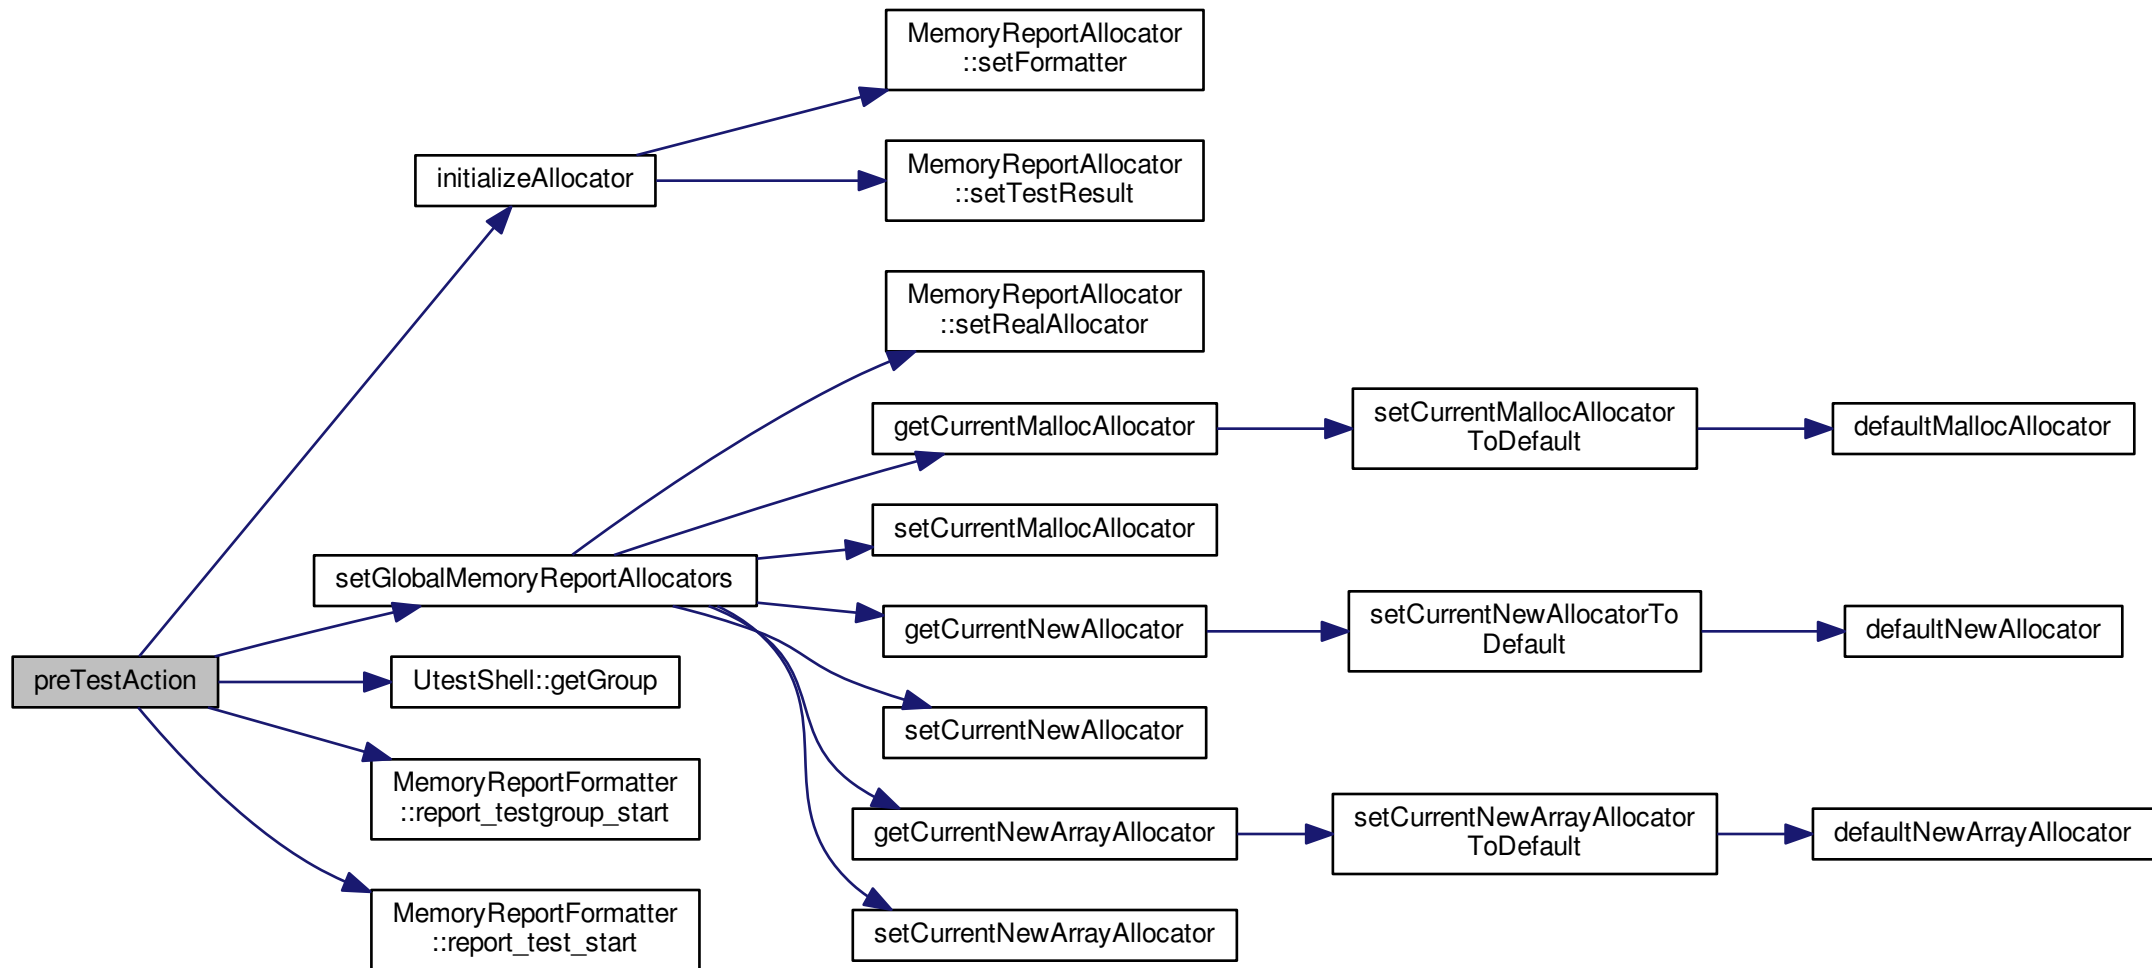 MemoryReportAllocator
::setFormatter
initializeAllocator
MemoryReportAllocator
::setTestResult
MemoryReportAllocator
::setRealAllocator
getCurrentMallocAllocator
setCurrentMallocAllocator
ToDefault
defaultMallocAllocator
setCurrentMallocAllocator
setGlobalMemoryReportAllocators
getCurrentNewAllocator
setCurrentNewAllocatorTo
Default
defaultNewAllocator
preTestAction
UtestShell::getGroup
setCurrentNewAllocator
MemoryReportFormatter
::report_testgroup_start
getCurrentNewArrayAllocator
setCurrentNewArrayAllocator
ToDefault
defaultNewArrayAllocator
MemoryReportFormatter
::report_test_start
setCurrentNewArrayAllocator